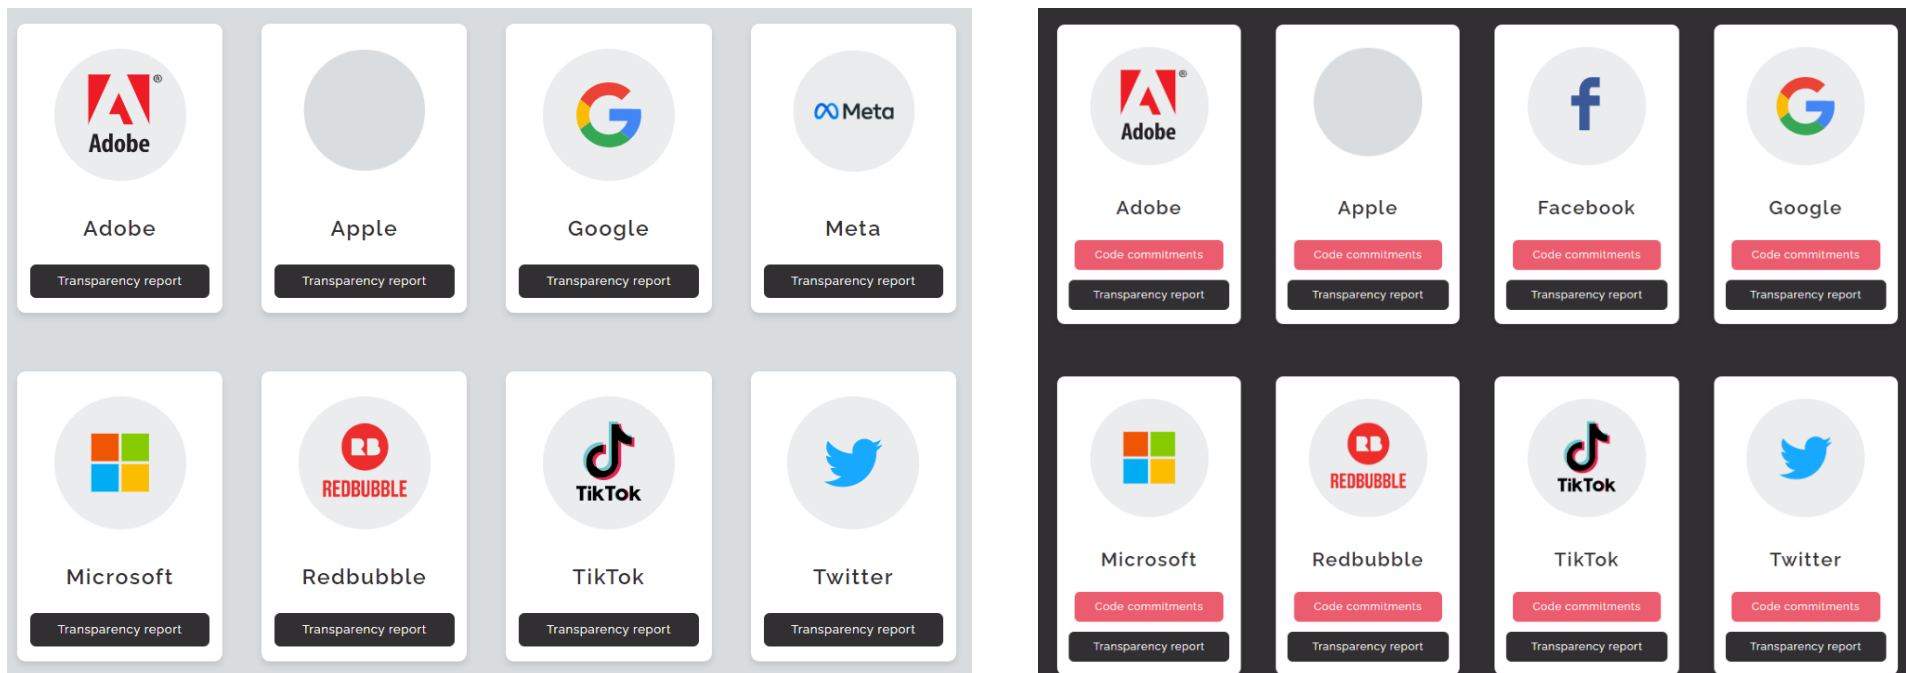 Adobe®
Meta
Adobe
Apple
Google
Meta
Transparency report
Transparency report
Transparency report
Transparency report
RB
REDBUBBLE
TikTok
Microsoft
Redbubble
TikTok
Twitter
Transparency report
Transparency report
Transparency report
Transparency report
Adobe®
Adobe
Apple
Facebook
Google
Code commitments
Code commitments
Code commitments
Code commitments
Transparency report
Transparency report
Transparency report
Transparency report
RB
REDBUBBLE
TikTok
Microsoft
Redbubble
TikTok
Twitter
Code commitments
Code commitments
Code commitments
Code commitments
Transparency report
Transparency report
Transparency report
Transparency report